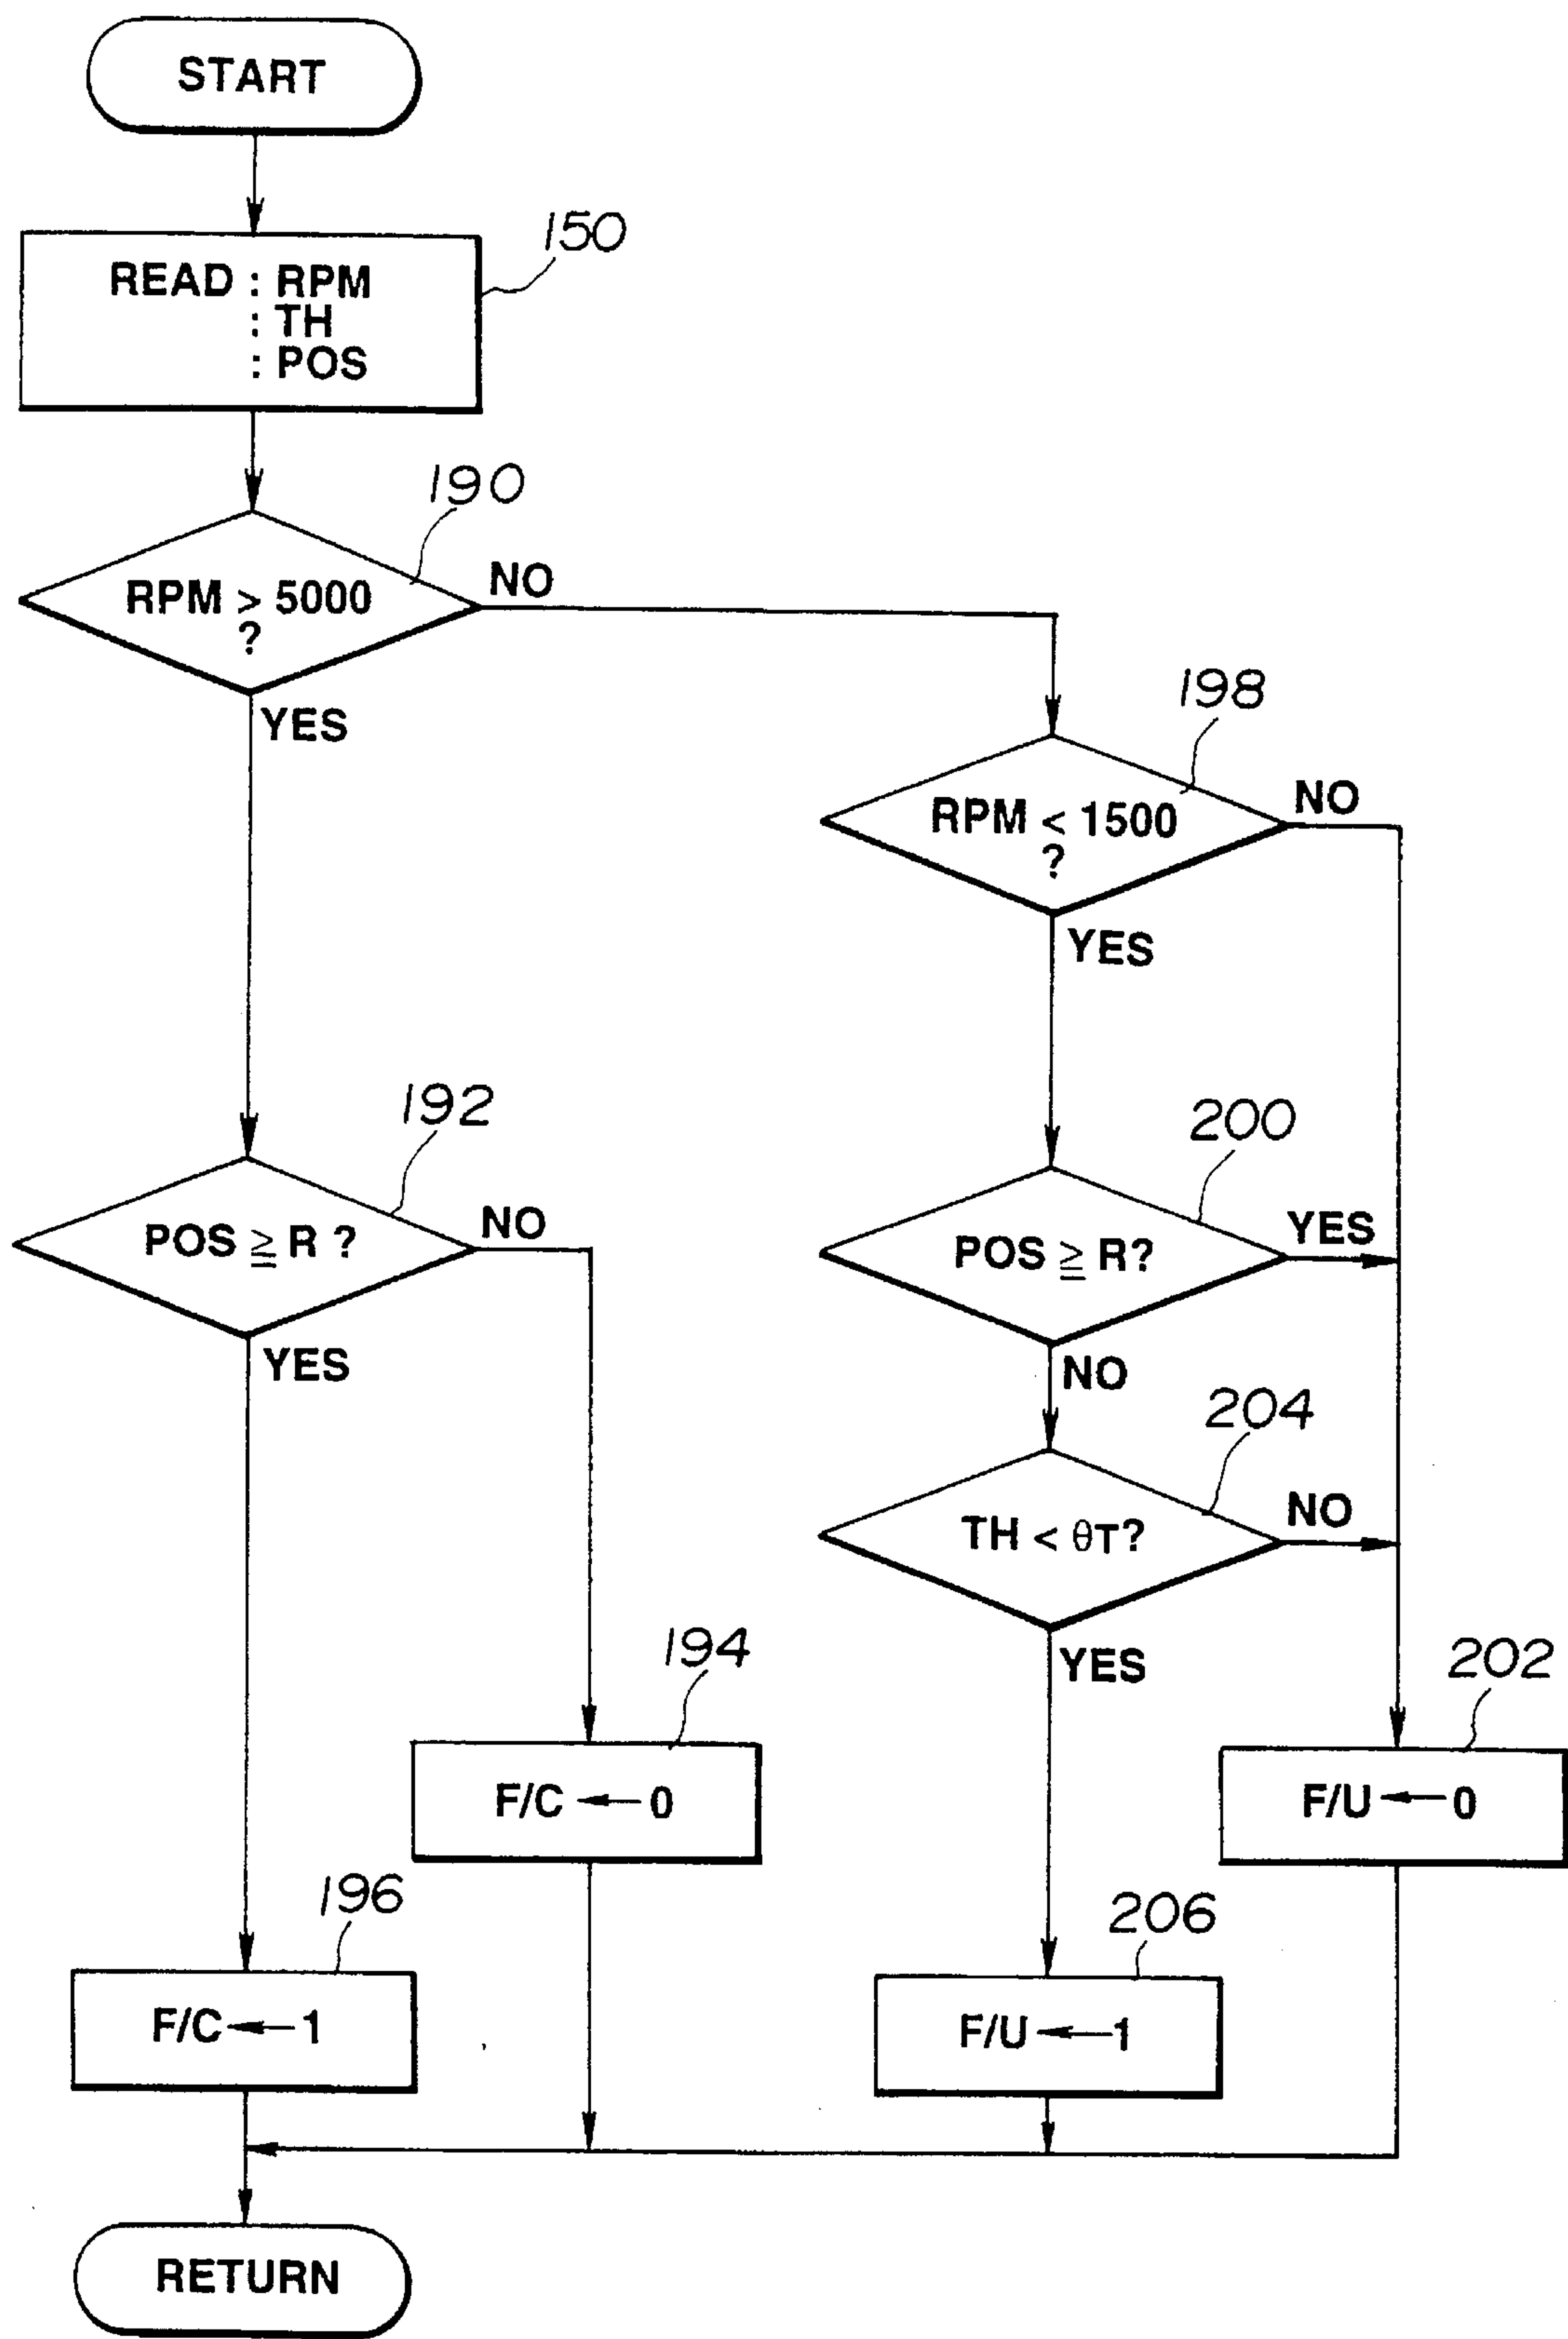 START
150
READ : RPM
: TH
: POS
190
RPM > 5000
?
NO
YES
198
RPM < 1500
?
NO
YES
192
POS ≧ R ?
NO
YES
200
POS ≧ R?
YES
NO
204
TH < θT?
NO
YES
194
F/C ← 0
202
F/U ← 0
196
F/C ← 1
206
F/U ← 1
RETURN